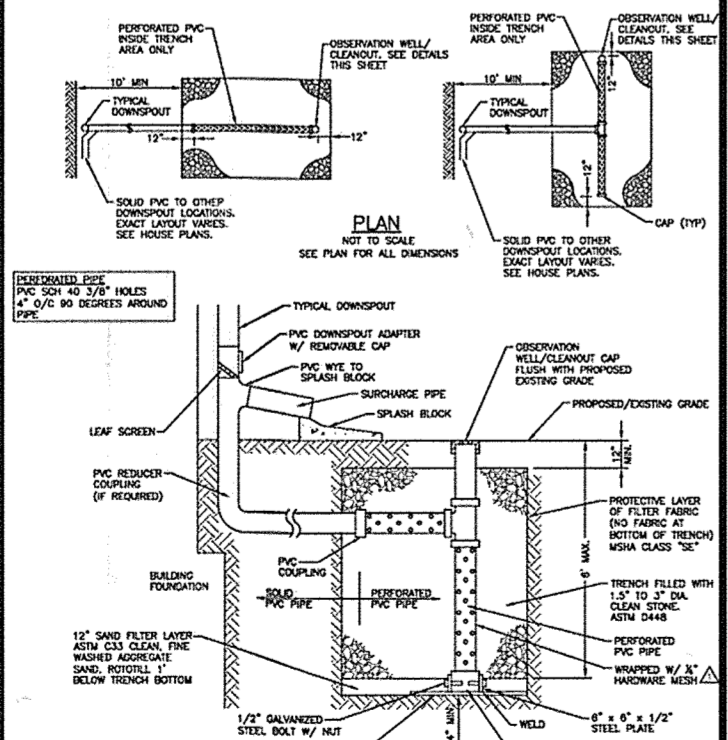 PERFORATED PVC
INSIDE TRENCH
AREA ONLY
OBSERVATION WELL/
CLEANOUT, SEE DETAILS
THIS SHEET
10' MIN
TYPICAL
DOWNSPOUT
12"
12"
SOLID PVC TO OTHER
DOWNSPOUT LOCATIONS.
EXACT LAYOUT VARIES.
SEE HOUSE PLANS.
PERFORATED PVC
INSIDE TRENCH
AREA ONLY
OBSERVATION WELL/
CLEANOUT, SEE
DETAILS THIS SHEET
10' MIN
TYPICAL
DOWNSPOUT
12"
12"
CAP (TYP)
SOLID PVC TO OTHER
DOWNSPOUT LOCATIONS.
EXACT LAYOUT VARIES.
SEE HOUSE PLANS.
PLAN
NOT TO SCALE
SEE PLAN FOR ALL DIMENSIONS
PERFORATED PIPE
PVC SCH 40 3/8" HOLES
4" O/C 90 DEGREES AROUND
PIPE
TYPICAL DOWNSPOUT
PVC DOWNSPOUT ADAPTER
W/ REMOVABLE CAP
PVC WYE TO
SPLASH BLOCK
SURCHARGE PIPE
SPLASH BLOCK
LEAF SCREEN
OBSERVATION
WELL/CLEANOUT CAP
FLUSH WITH PROPOSED
EXISTING GRADE
PROPOSED/EXISTING GRADE
12"
MIN.
PVC REDUCER
COUPLING
(IF REQUIRED)
PROTECTIVE LAYER
OF FILTER FABRIC
(NO FABRIC AT
BOTTOM OF TRENCH)
MSHA CLASS "SE"
6' MAX.
PVC
COUPLING
BUILDING
FOUNDATION
SOLID
PVC PIPE
PERFORATED
PVC PIPE
TRENCH FILLED WITH
1.5" TO 3" DIA.
CLEAN STONE.
ASTM D448
PERFORATED
PVC PIPE
WRAPPED W/ ¼"
HARDWARE MESH
12" SAND FILTER LAYER
ASTM C33 CLEAN, FINE
WASHED AGGREGATE
SAND, ROTOTILL 1'
BELOW TRENCH BOTTOM
1/2" GALVANIZED
STEEL BOLT W/ NUT
4" MIN
WELD
6" x 6" x 1/2"
STEEL PLATE